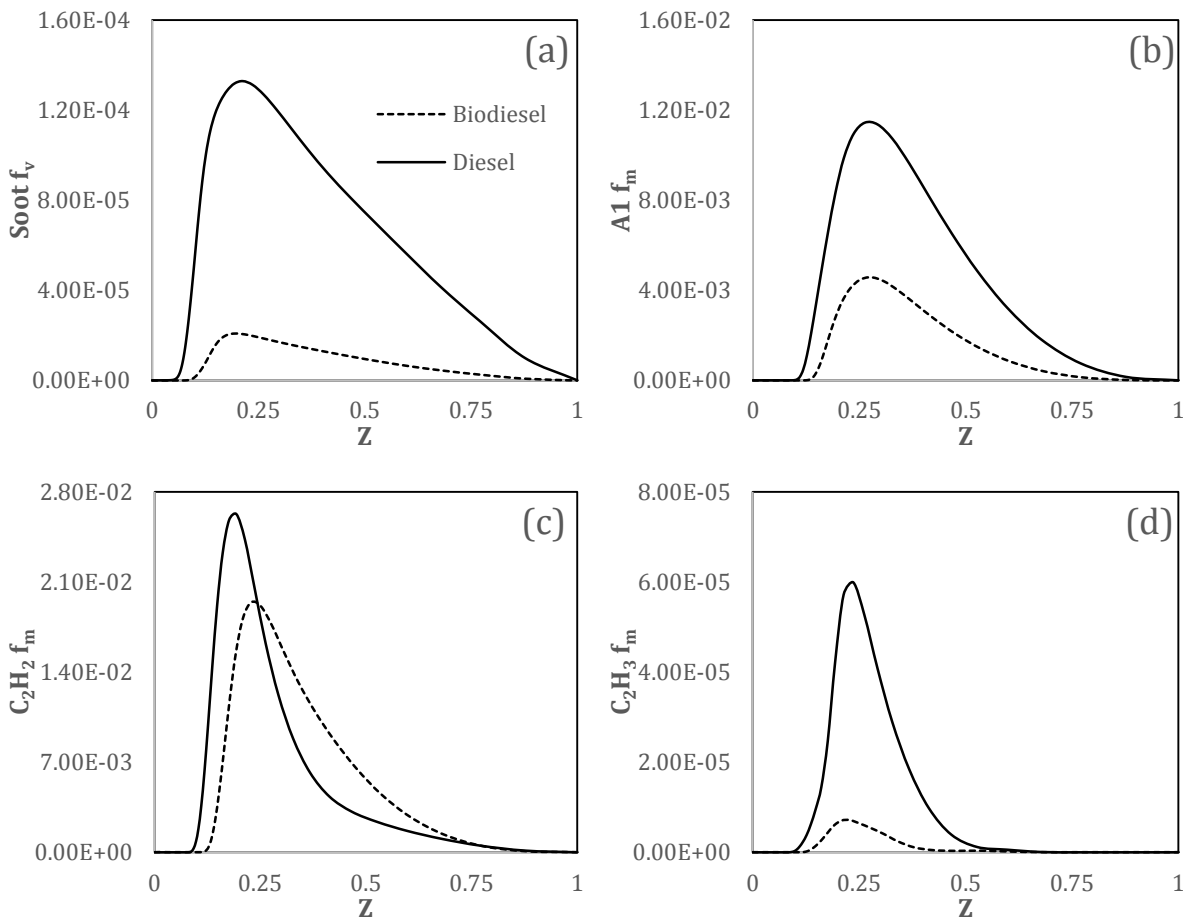 1.60E-04
(a)
1.20E-04
Biodiesel
Diesel
Soot f_v
8.00E-05
4.00E-05
0.00E+00
0 0.25 0.5 0.75 1
Z
1.60E-02
(b)
1.20E-02
A1 f_m
8.00E-03
4.00E-03
0.00E+00
0 0.25 0.5 0.75 1
Z
2.80E-02
(c)
2.10E-02
C₂H₂ f_m
1.40E-02
7.00E-03
0.00E+00
0 0.25 0.5 0.75 1
Z
8.00E-05
(d)
6.00E-05
C₂H₃ f_m
4.00E-05
2.00E-05
0.00E+00
0 0.25 0.5 0.75 1
Z